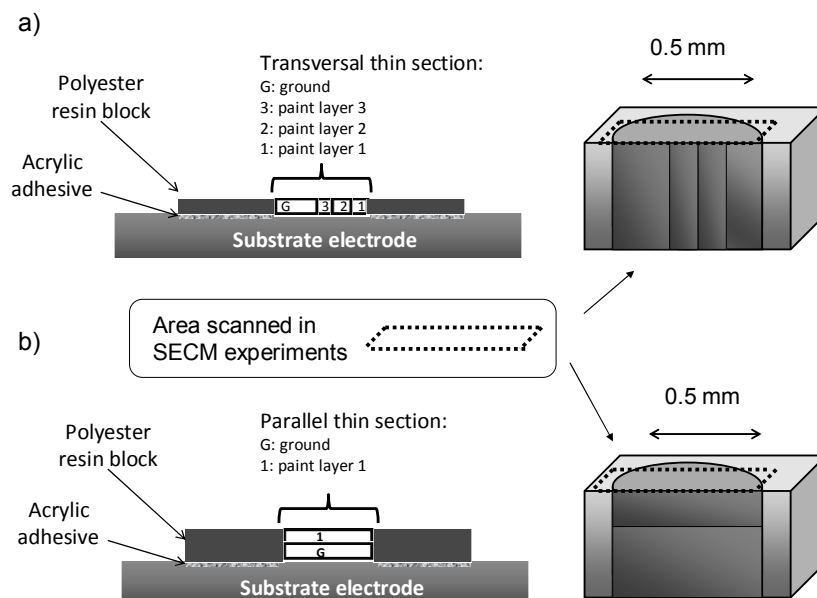 a)
Transversal thin section:
G: ground
3: paint layer 3
2: paint layer 2
1: paint layer 1
Polyester
resin block
Acrylic
adhesive
G 3 2 1
Substrate electrode
0.5 mm
Area scanned in
SECM experiments
b)
Parallel thin section:
G: ground
1: paint layer 1
Polyester
resin block
Acrylic
adhesive
1
G
Substrate electrode
0.5 mm